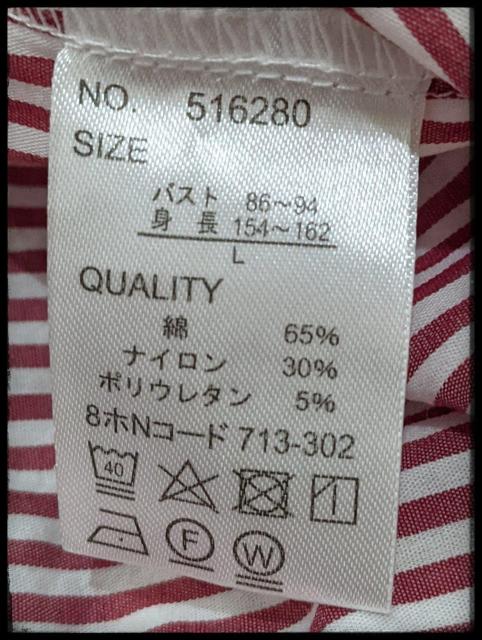 NO. 516280
SIZE
バスト 86～94
身長 154～162
L
QUALITY
綿 65%
ナイロン 30%
ポリウレタン 5%
8ホNコード 713-302
40
F
W